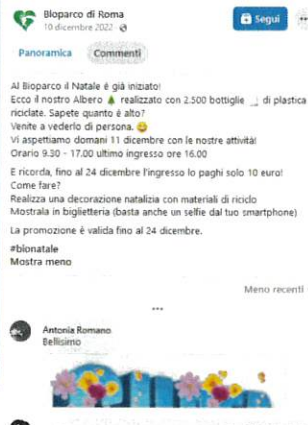 Bioparco di Roma
10 dicembre 2022
Segui
Panoramica
Commenti
Al Bioparco il Natale è già iniziato!
Ecco il nostro Albero 🌲 realizzato con 2.500 bottiglie di plastica
riciclate. Sapete quanto è alto?
Venite a vederlo di persona. 😀
Vi aspettiamo domani 11 dicembre con le nostre attività!
Orario 9.30 - 17.00 ultimo ingresso ore 16.00
E ricorda, fino al 24 dicembre l'ingresso lo paghi solo 10 euro!
Come fare?
Realizza una decorazione natalizia con materiali di riciclo
Mostrala in biglietteria (basta anche un selfie dal tuo smartphone)
La promozione è valida fino al 24 dicembre.
#bionatale
Mostra meno
Meno recenti
Antonia Romano
Bellisimo